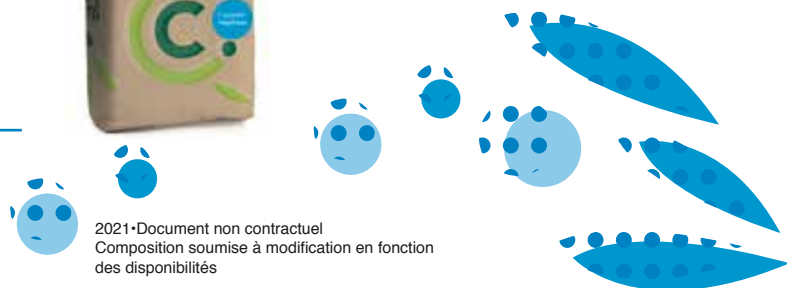 C
2021•Document non contractuel
Composition soumise à modification en fonction
des disponibilités